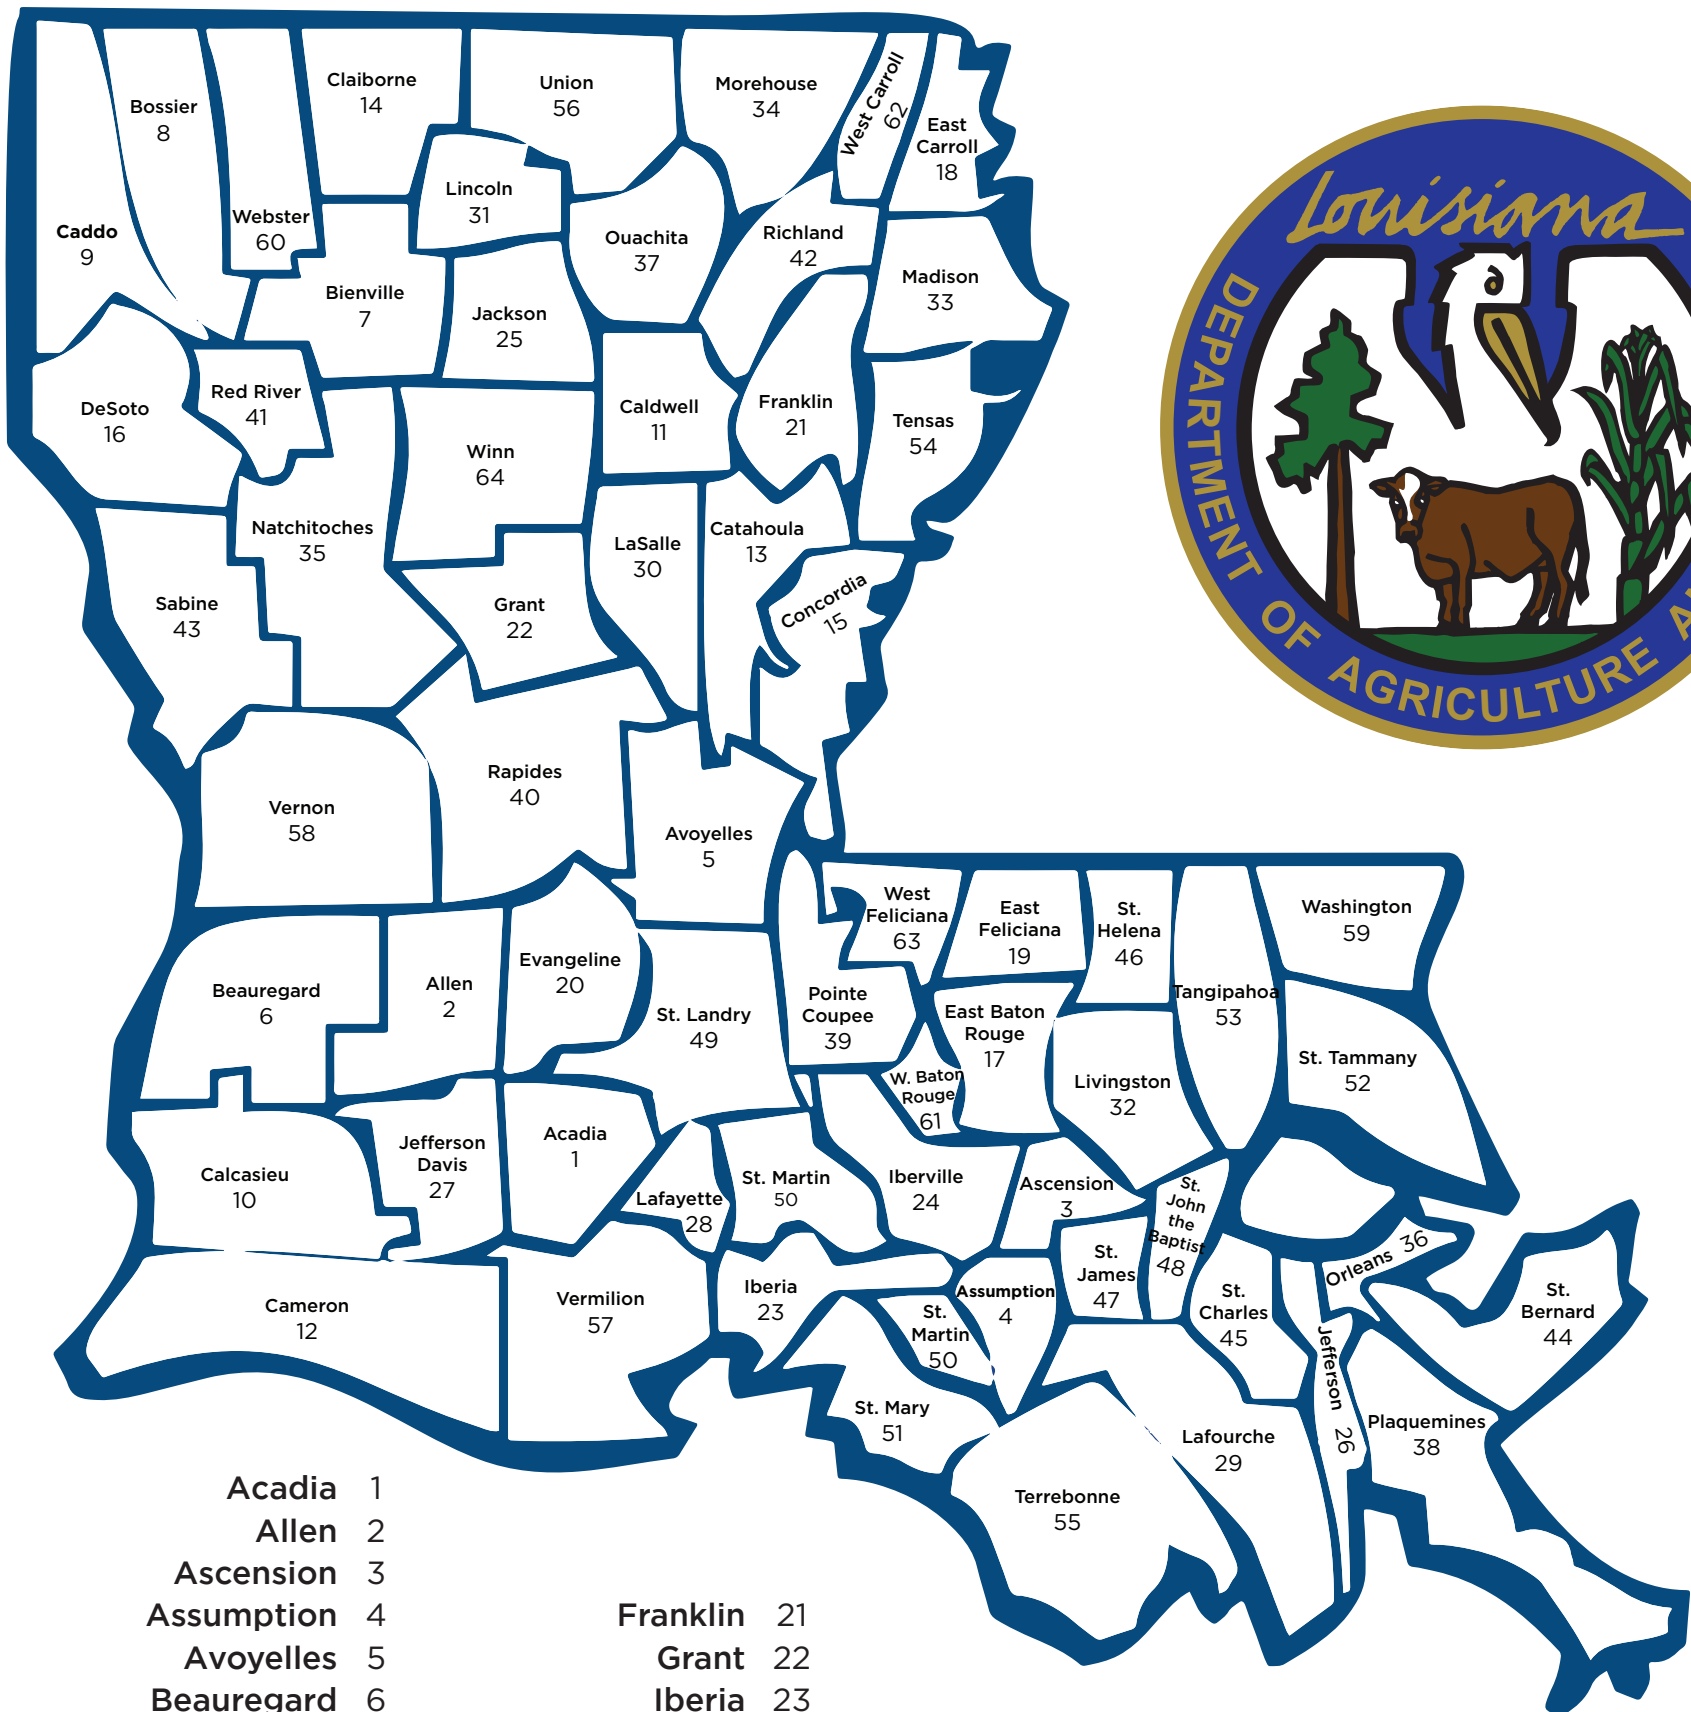 Claiborne
14
Union
56
Morehouse
34
West Carroll
62
Bossier
8
East
Carroll
18
Lincoln
31
Webster
60
Caddo
9
Ouachita
37
Richland
42
Madison
33
Bienville
7
Jackson
25
Red River
41
DeSoto
16
Caldwell
11
Franklin
21
Tensas
54
Winn
64
Natchitoches
35
LaSalle
30
Catahoula
13
Concordia
15
Sabine
43
Grant
22
Rapides
40
Vernon
58
Avoyelles
5
West
Feliciana
63
East
Feliciana
19
St.
Helena
46
Washington
59
Tangipahoa
53
Beauregard
6
Allen
2
Evangeline
20
St. Landry
49
Pointe
Coupee
39
East Baton
Rouge
17
W. Baton
Rouge
61
Livingston
32
St. Tammany
52
Calcasieu
10
Jefferson
Davis
27
Acadia
1
Lafayette
28
St. Martin
50
Iberville
24
Ascension
3
St.
John
the
Baptist
48
St.
James
47
Orleans 36
Cameron
12
Vermilion
57
Iberia
23
St.
Martin
50
Assumption
4
St.
Charles
45
St.
Bernard
44
Jefferson 26
St. Mary
51
Lafourche
29
Plaquemines
38
Terrebonne
55
Louisiana
DEPARTMENT OF AGRICULTURE
Acadia 1
Allen 2
Ascension 3
Assumption 4
Avoyelles 5
Beauregard 6
Franklin 21
Grant 22
Iberia 23